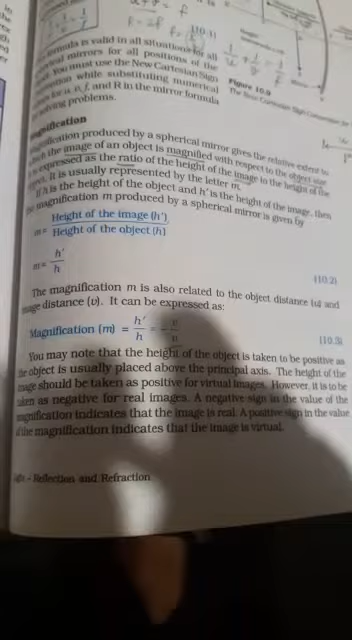 (10.1)
formula is valid in all situations for all
mirrors for all positions of the
You must use the New Cartesian Sign
while substituting numerical
for u, v, f, and R in the mirror formula
solving problems.
Figure 10.9
The New Cartesian Sign Convention for
produced by a spherical mirror gives the relative extent to
the image of an object is magnified with respect to the object size.
is expressed as the ratio of the height of the image to the height of the
It is usually represented by the letter m.
If h is the height of the object and h' is the height of the image, then
magnification m produced by a spherical mirror is given by
m = Height of the image (h') / Height of the object (h)
m = h' / h
(10.2)
The magnification m is also related to the object distance (u) and
distance (v). It can be expressed as:
Magnification (m) = h' / h = - v / u
(10.3)
You may note that the height of the object is taken to be positive as
the object is usually placed above the principal axis. The height of the
image should be taken as positive for virtual images. However, it is to be
taken as negative for real images. A negative sign in the value of the
magnification indicates that the image is real. A positive sign in the value
of the magnification indicates that the image is virtual.
– Reflection and Refraction